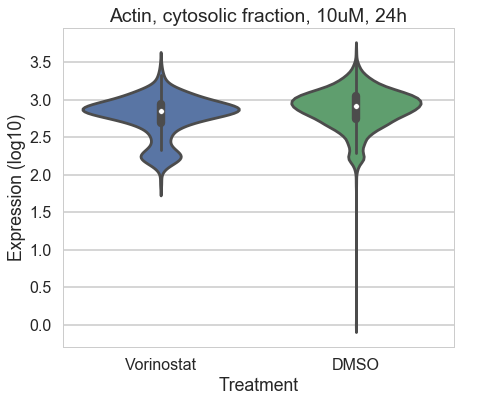 Actin, cytosolic fraction, 10uM, 24h
Expression (log10)
3.5
3.0
2.5
2.0
1.5
1.0
0.5
0.0
Vorinostat DMSO
Treatment